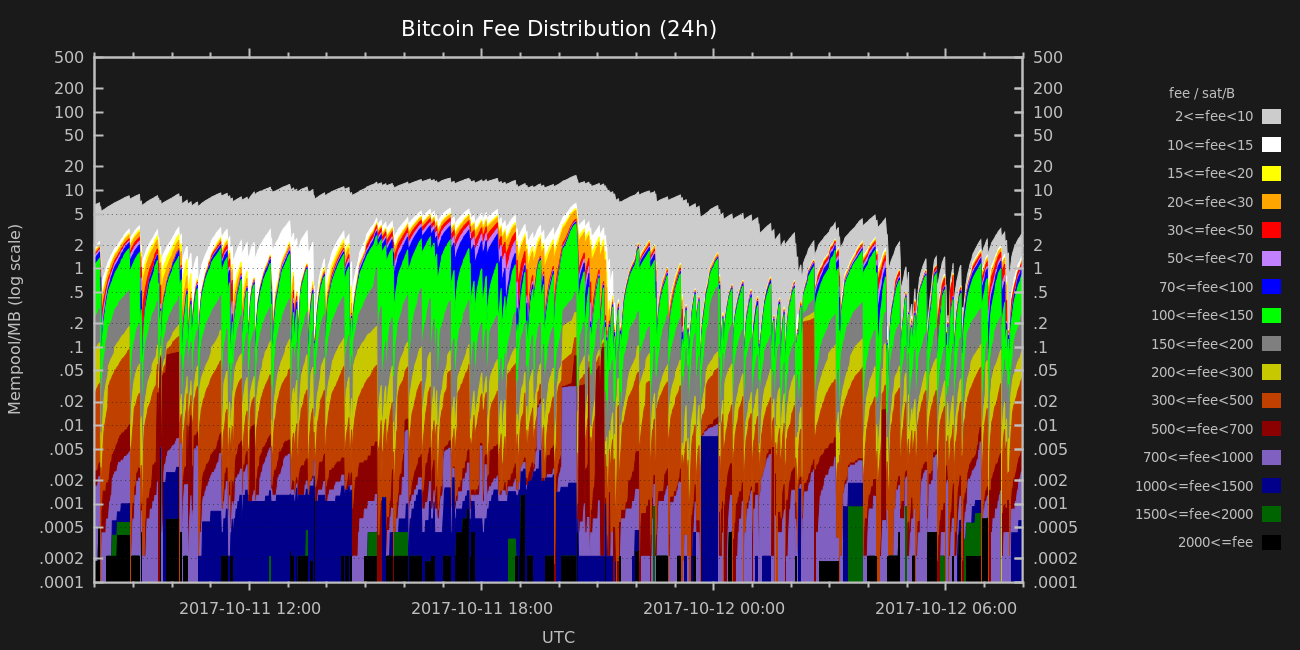 Bitcoin Fee Distribution (24h)
500
200
100
50
20
10
5
2
1
.5
.2
.1
.05
.02
.01
.005
.002
.001
.0005
.0002
.0001
Mempool/MB (log scale)
500
200
100
50
20
10
5
2
1
.5
.2
.1
.05
.02
.01
.005
.002
.001
.0005
.0002
.0001
2017-10-11 12:00 2017-10-11 18:00 2017-10-12 00:00 2017-10-12 06:00
UTC
fee / sat/B
2<=fee<10
10<=fee<15
15<=fee<20
20<=fee<30
30<=fee<50
50<=fee<70
70<=fee<100
100<=fee<150
150<=fee<200
200<=fee<300
300<=fee<500
500<=fee<700
700<=fee<1000
1000<=fee<1500
1500<=fee<2000
2000<=fee